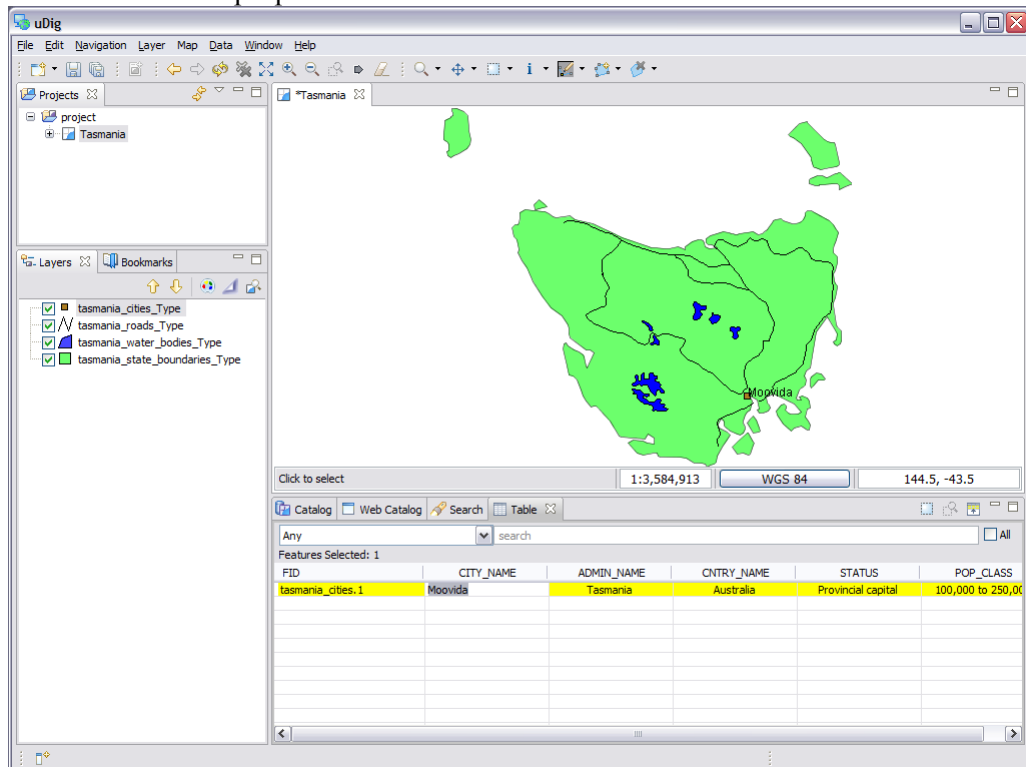 uDig
File Edit Navigation Layer Map Data Window Help
Projects
*Tasmania
project
Tasmania
Layers Bookmarks
tasmania_cities_Type
tasmania_roads_Type
tasmania_water_bodies_Type
tasmania_state_boundaries_Type
Moovida
Click to select 1:3,584,913 WGS 84 144.5, -43.5
Catalog Web Catalog Search Table
Any search All
Features Selected: 1
FID CITY_NAME ADMIN_NAME CNTRY_NAME STATUS POP_CLASS
tasmania_cities.1 Moovida Tasmania Australia Provincial capital 100,000 to 250,00